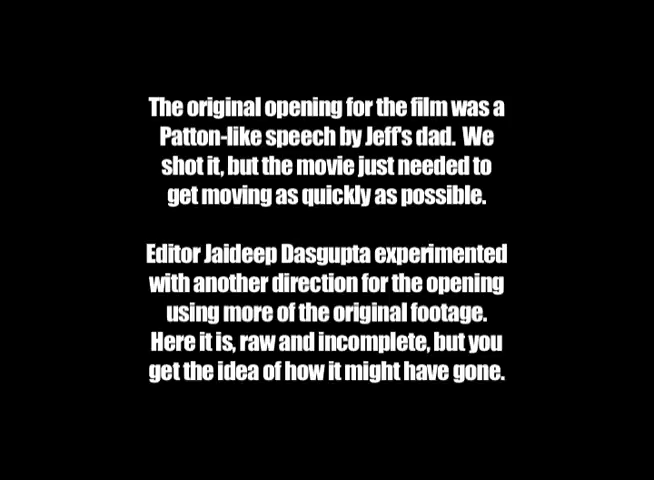 The original opening for the film was a
Patton-like speech by Jeff's dad.  We
shot it, but the movie just needed to
get moving as quickly as possible.
Editor Jaideep Dasgupta experimented
with another direction for the opening
using more of the original footage.
Here it is, raw and incomplete, but you
get the idea of how it might have gone.